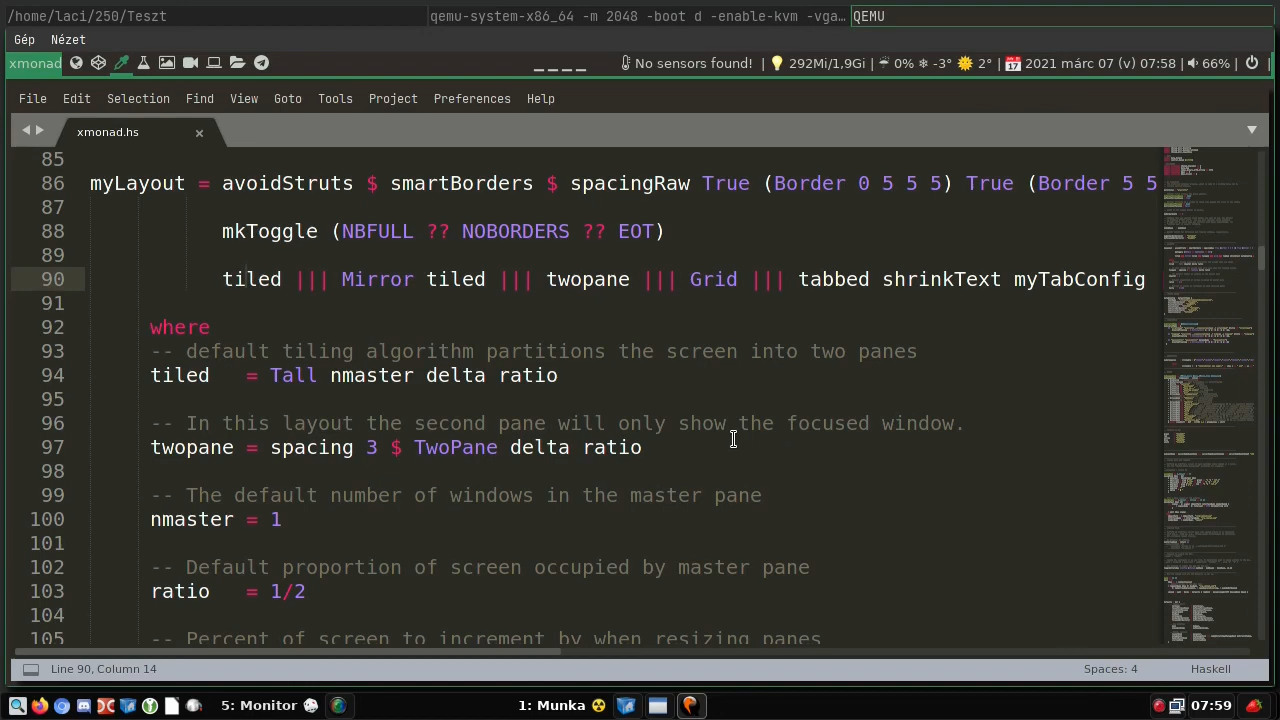 /home/laci/250/Teszt
qemu-system-x86_64 -m 2048 -boot d -enable-kvm -vga…
QEMU
Gép Nézet
xmonad
No sensors found! | 292Mi/1,9Gi | 0% -3° 2° | 2021 márc 07 (v) 07:58 | 66% |
File Edit Selection Find View Goto Tools Project Preferences Help
xmonad.hs
85
86 myLayout = avoidStruts $ smartBorders $ spacingRaw True (Border 0 5 5 5) True (Border 5 5
87
88 mkToggle (NBFULL ?? NOBORDERS ?? EOT)
89
90 tiled ||| Mirror tiled ||| twopane ||| Grid ||| tabbed shrinkText myTabConfig
91
92 where
93 -- default tiling algorithm partitions the screen into two panes
94 tiled = Tall nmaster delta ratio
95
96 -- In this layout the second pane will only show the focused window.
97 twopane = spacing 3 $ TwoPane delta ratio
98
99 -- The default number of windows in the master pane
100 nmaster = 1
101
102 -- Default proportion of screen occupied by master pane
103 ratio = 1/2
104
105 -- Percent of screen to increment by when resizing panes
Line 90, Column 14
Spaces: 4 Haskell
5: Monitor
1: Munka
07:59